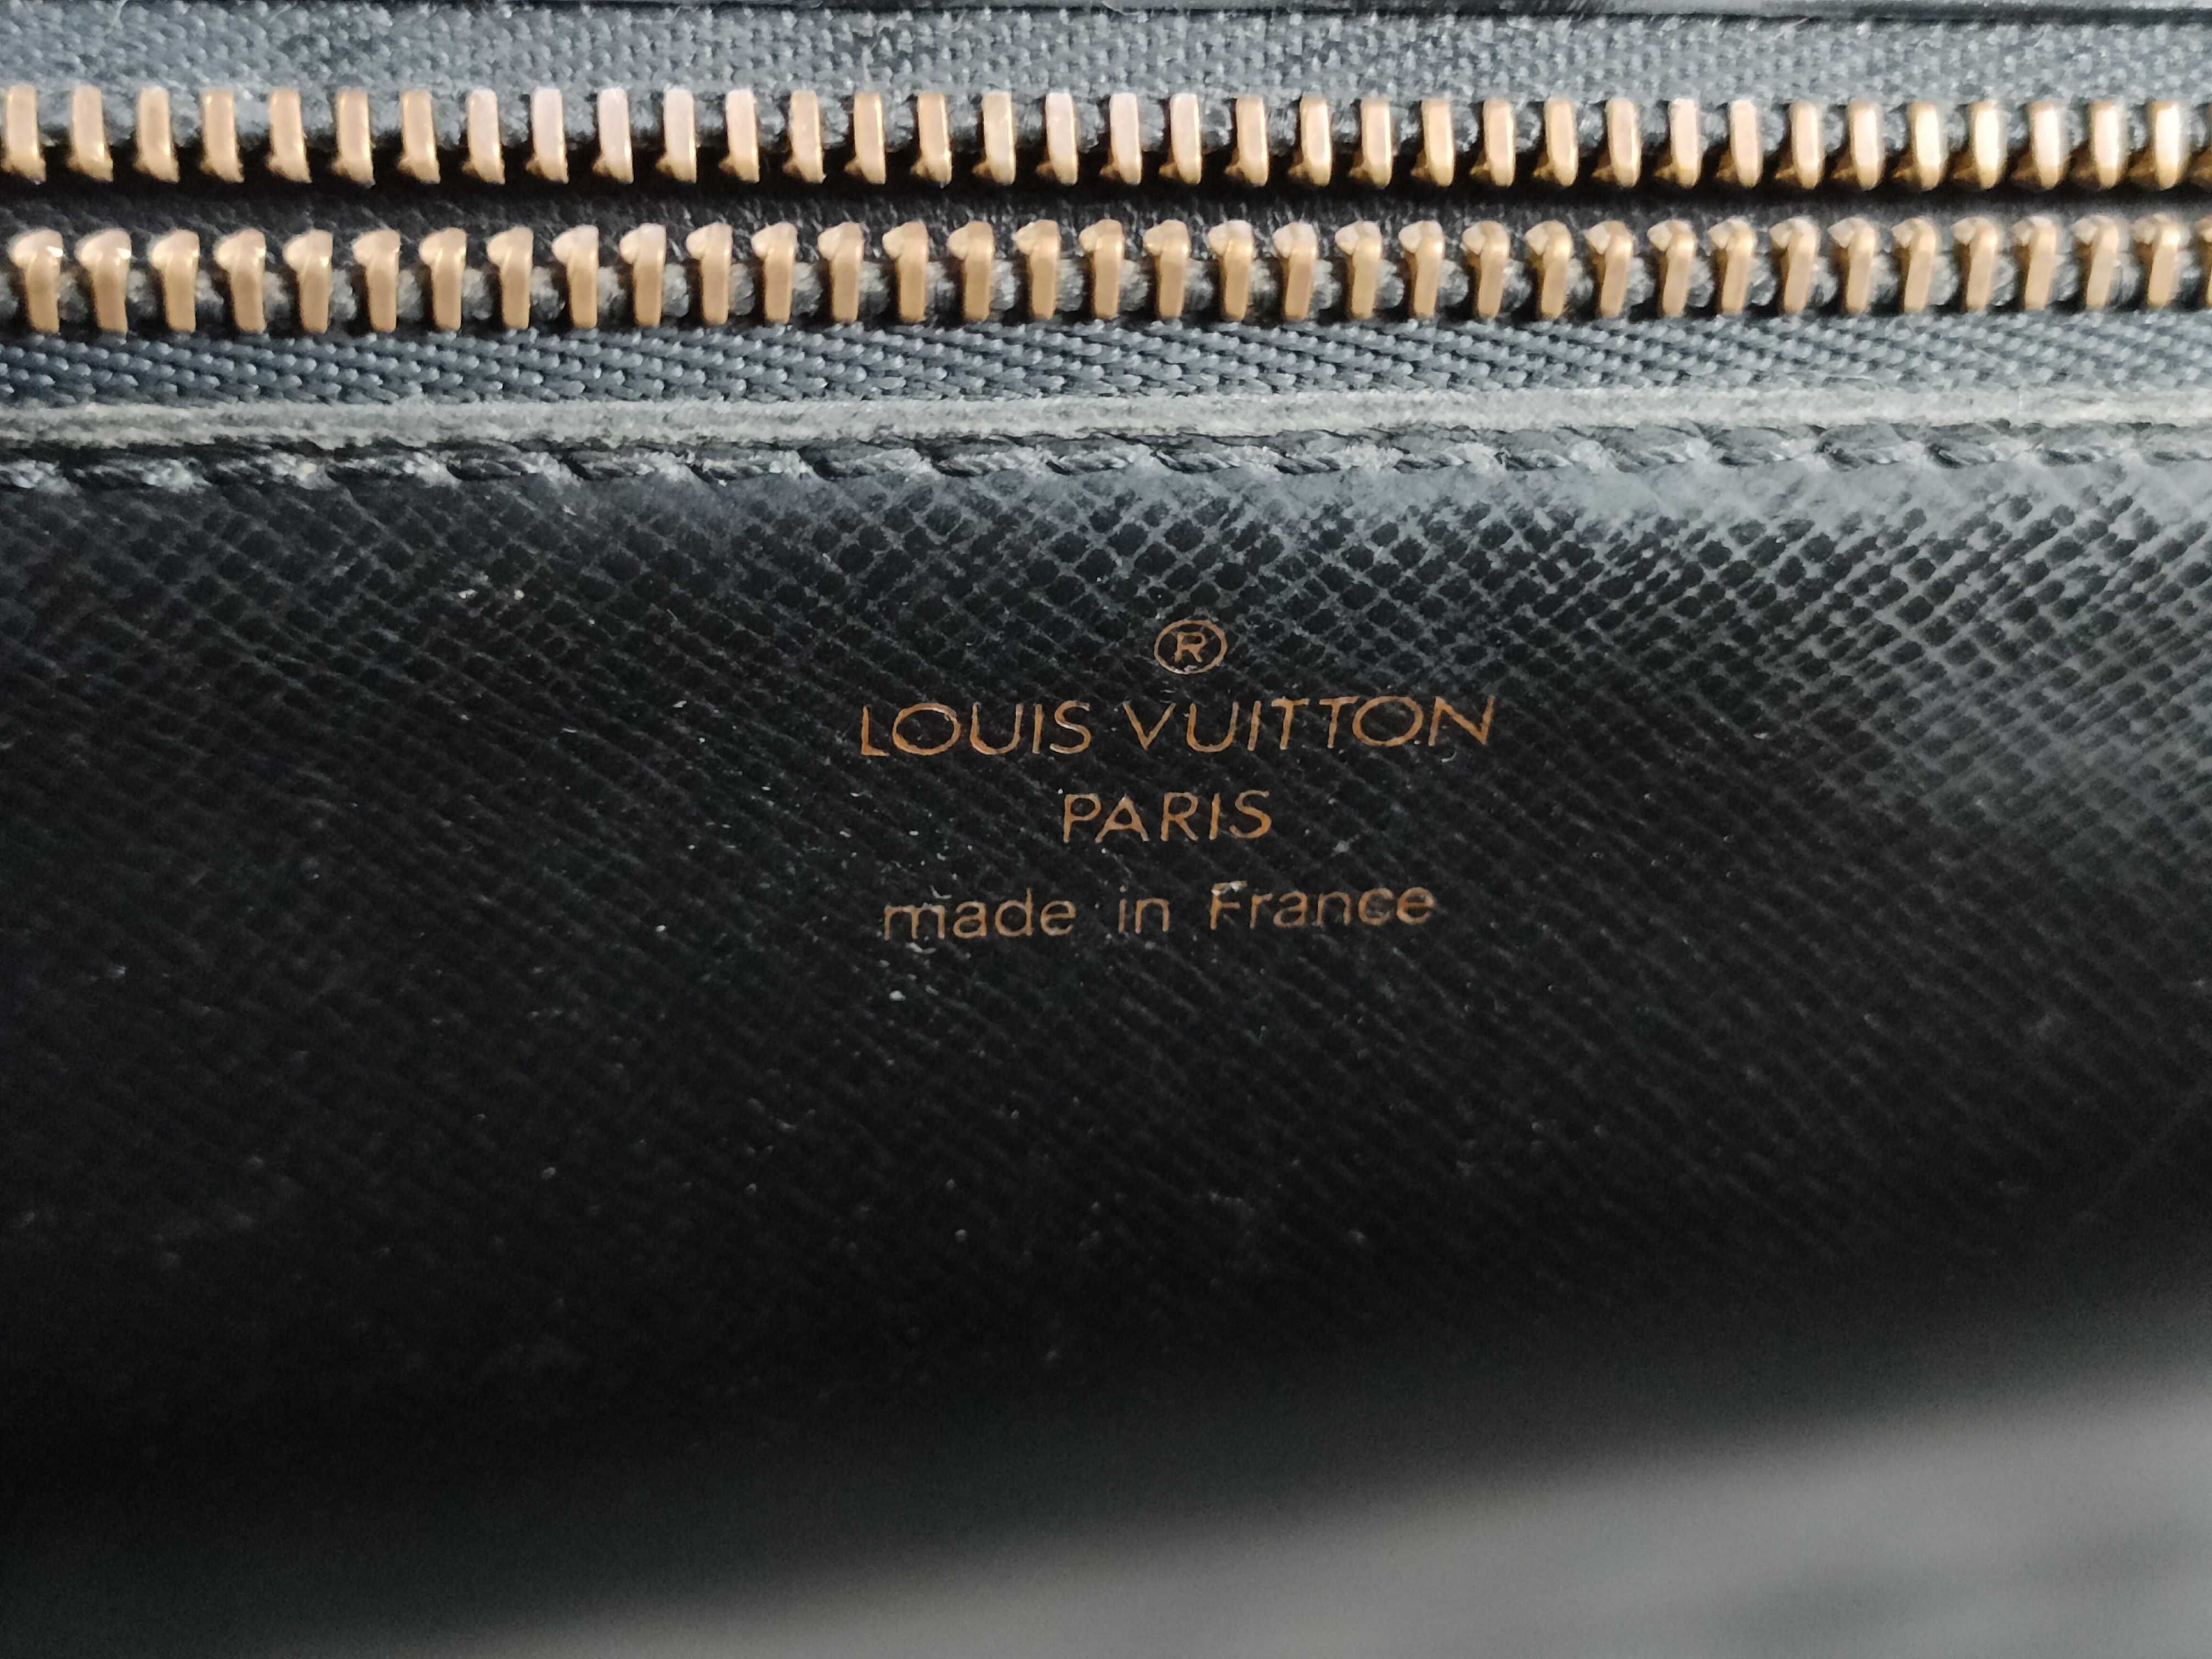 ®
LOUIS VUITTON
PARIS
made in France